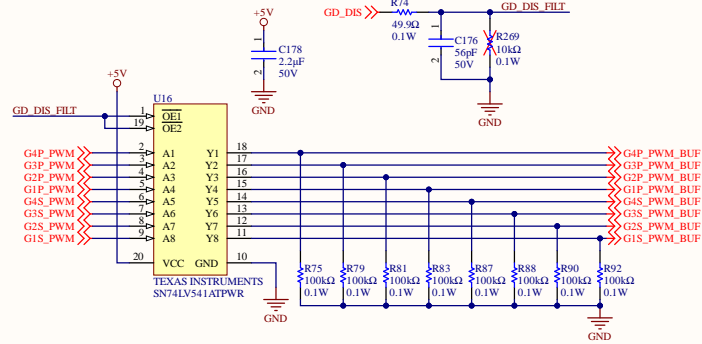 R74
GD_DIS
49.9Ω
0.1W
GD_DIS_FILT
+5V
1
C178
2.2µF
50V
2
GND
1
C176
56pF
50V
2
R269
10kΩ
0.1W
GND
+5V
U16
GD_DIS_FILT
1
OE1
19
OE2
G4P_PWM 2 A1 Y1 18 G4P_PWM_BUF
G3P_PWM 3 A2 Y2 17 G3P_PWM_BUF
G2P_PWM 4 A3 Y3 16 G2P_PWM_BUF
G1P_PWM 5 A4 Y4 15 G1P_PWM_BUF
G4S_PWM 6 A5 Y5 14 G4S_PWM_BUF
G3S_PWM 7 A6 Y6 13 G3S_PWM_BUF
G2S_PWM 8 A7 Y7 12 G2S_PWM_BUF
G1S_PWM 9 A8 Y8 11 G1S_PWM_BUF
20 VCC GND 10
TEXAS INSTRUMENTS
SN74LV541ATPWR
GND
R75 R79 R81 R83 R87 R88 R90 R92
100kΩ 100kΩ 100kΩ 100kΩ 100kΩ 100kΩ 100kΩ 100kΩ
0.1W 0.1W 0.1W 0.1W 0.1W 0.1W 0.1W 0.1W
GND